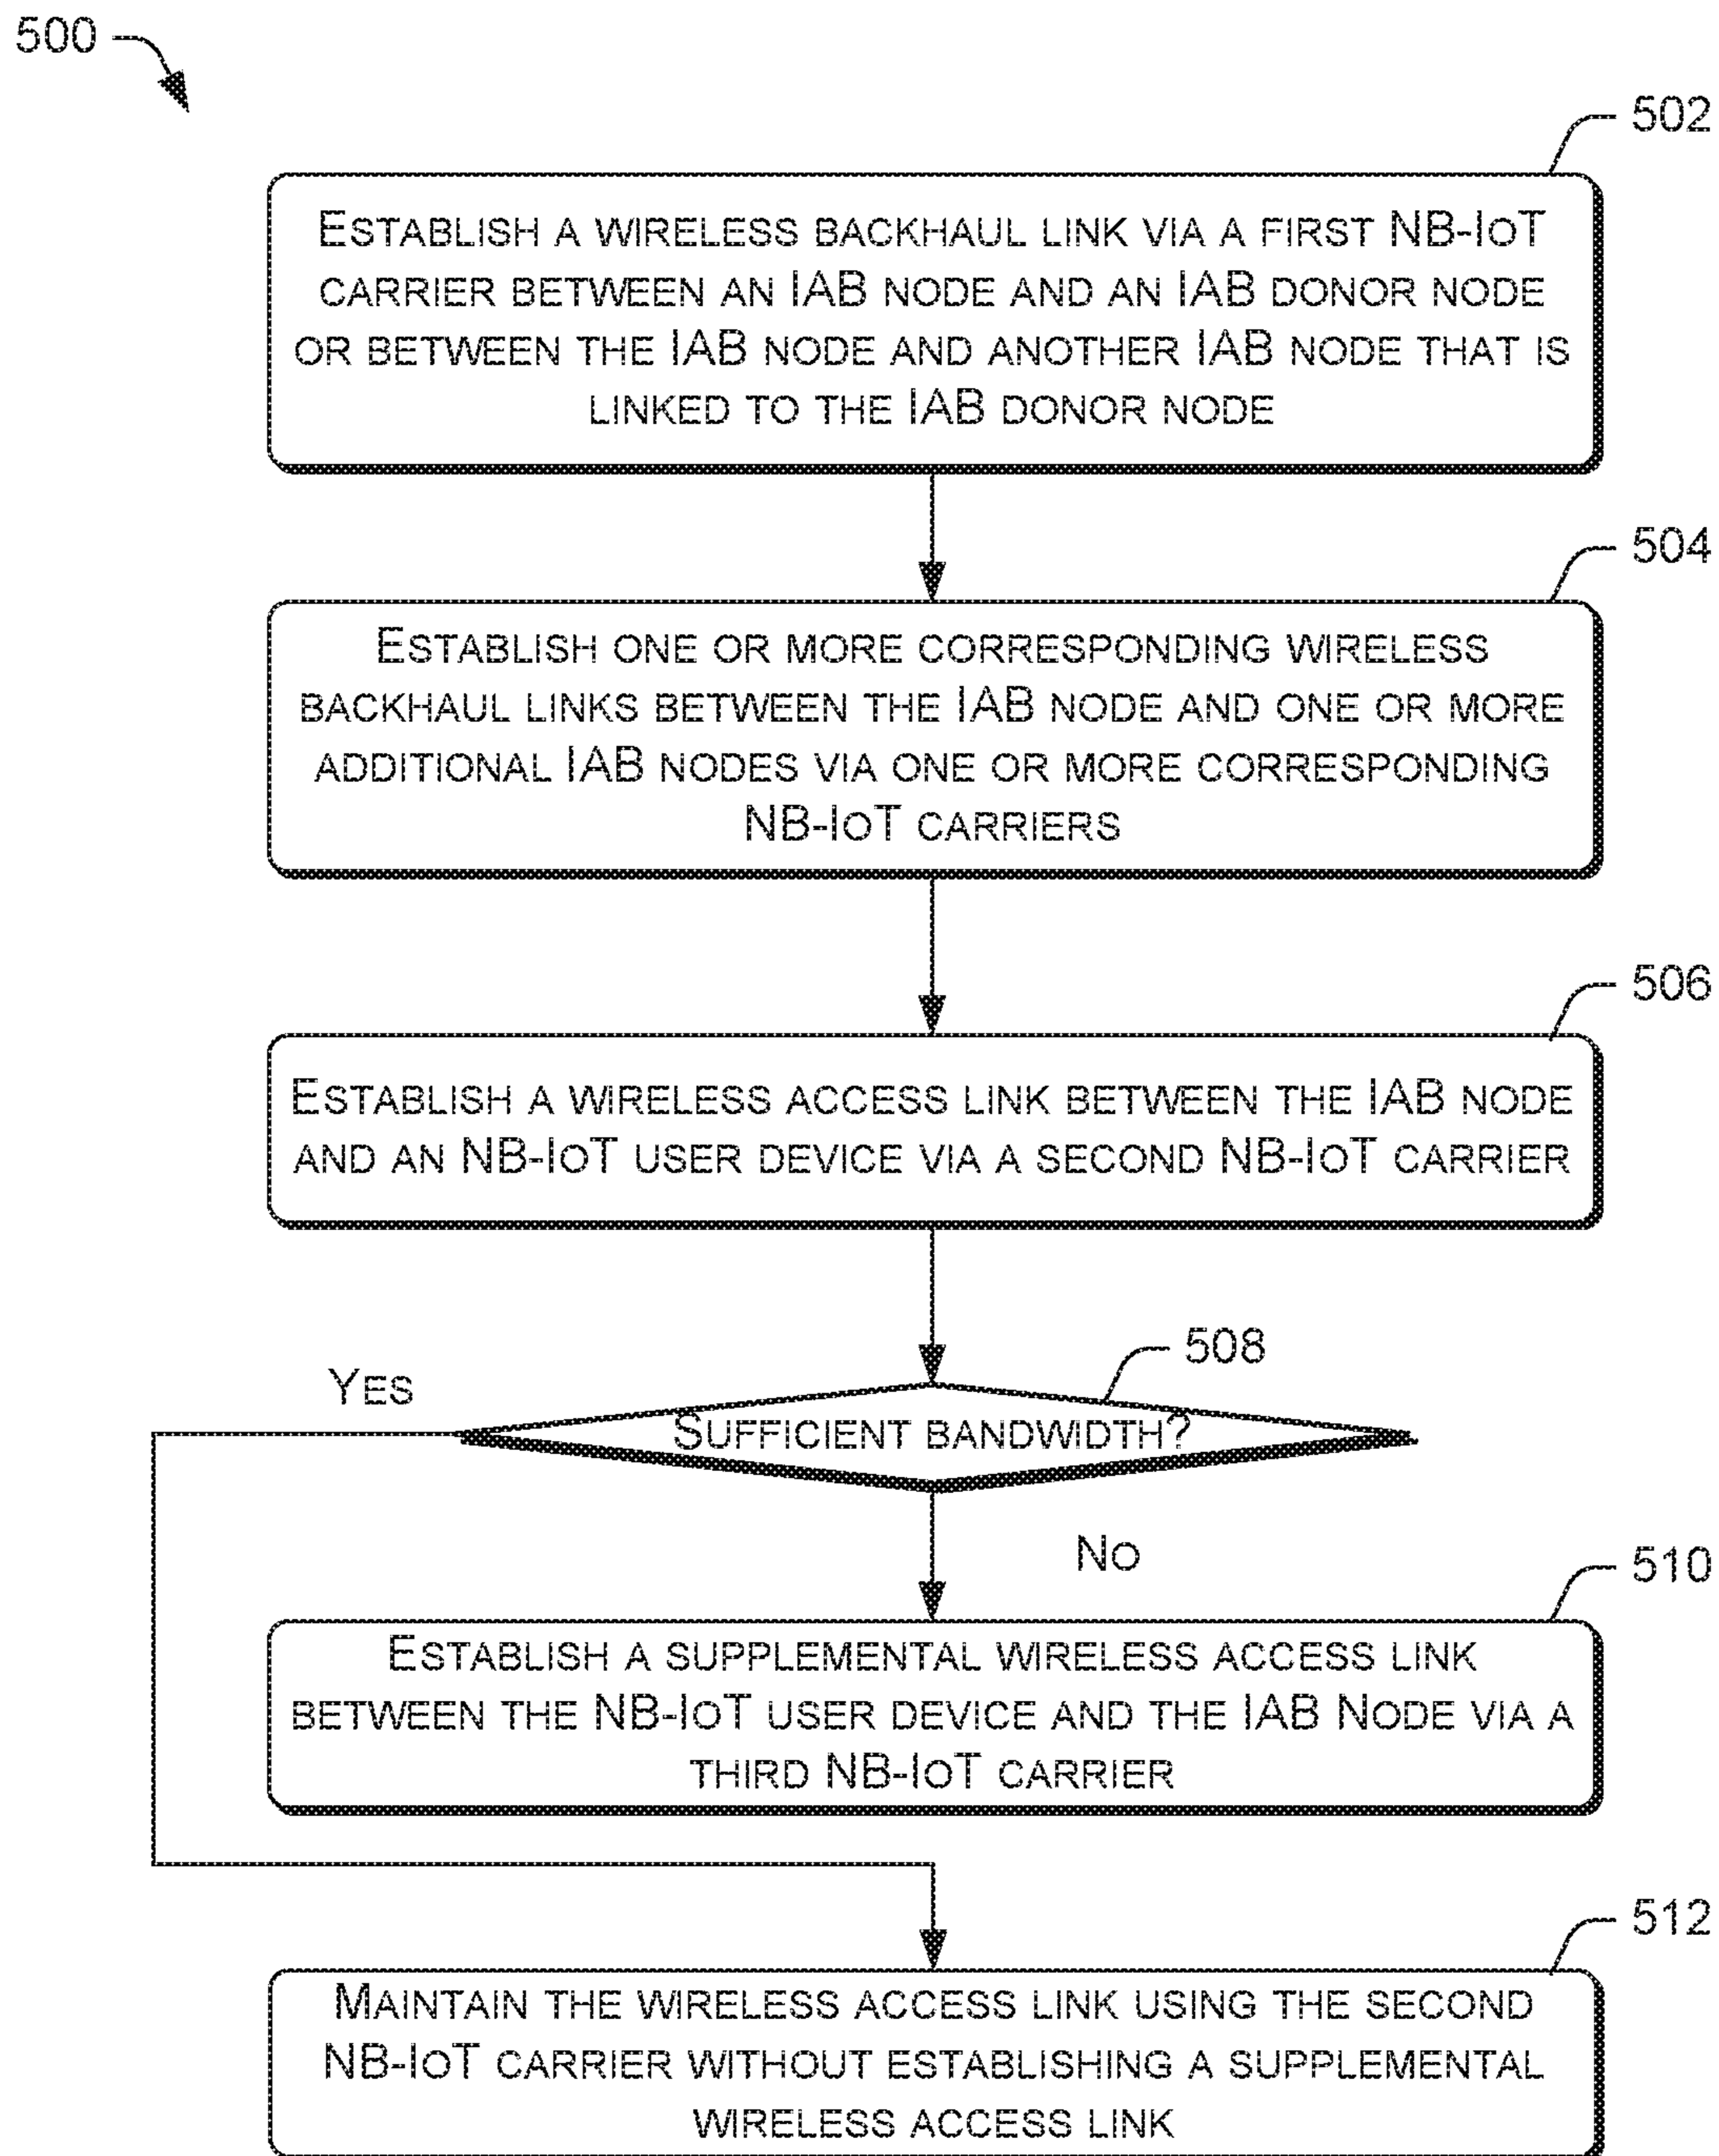 500
502
ESTABLISH A WIRELESS BACKHAUL LINK VIA A FIRST NB-IOT
CARRIER BETWEEN AN IAB NODE AND AN IAB DONOR NODE
OR BETWEEN THE IAB NODE AND ANOTHER IAB NODE THAT IS
LINKED TO THE IAB DONOR NODE
504
ESTABLISH ONE OR MORE CORRESPONDING WIRELESS
BACKHAUL LINKS BETWEEN THE IAB NODE AND ONE OR MORE
ADDITIONAL IAB NODES VIA ONE OR MORE CORRESPONDING
NB-IOT CARRIERS
506
ESTABLISH A WIRELESS ACCESS LINK BETWEEN THE IAB NODE
AND AN NB-IOT USER DEVICE VIA A SECOND NB-IOT CARRIER
508
YES
SUFFICIENT BANDWIDTH?
NO
510
ESTABLISH A SUPPLEMENTAL WIRELESS ACCESS LINK
BETWEEN THE NB-IOT USER DEVICE AND THE IAB NODE VIA A
THIRD NB-IOT CARRIER
512
MAINTAIN THE WIRELESS ACCESS LINK USING THE SECOND
NB-IOT CARRIER WITHOUT ESTABLISHING A SUPPLEMENTAL
WIRELESS ACCESS LINK